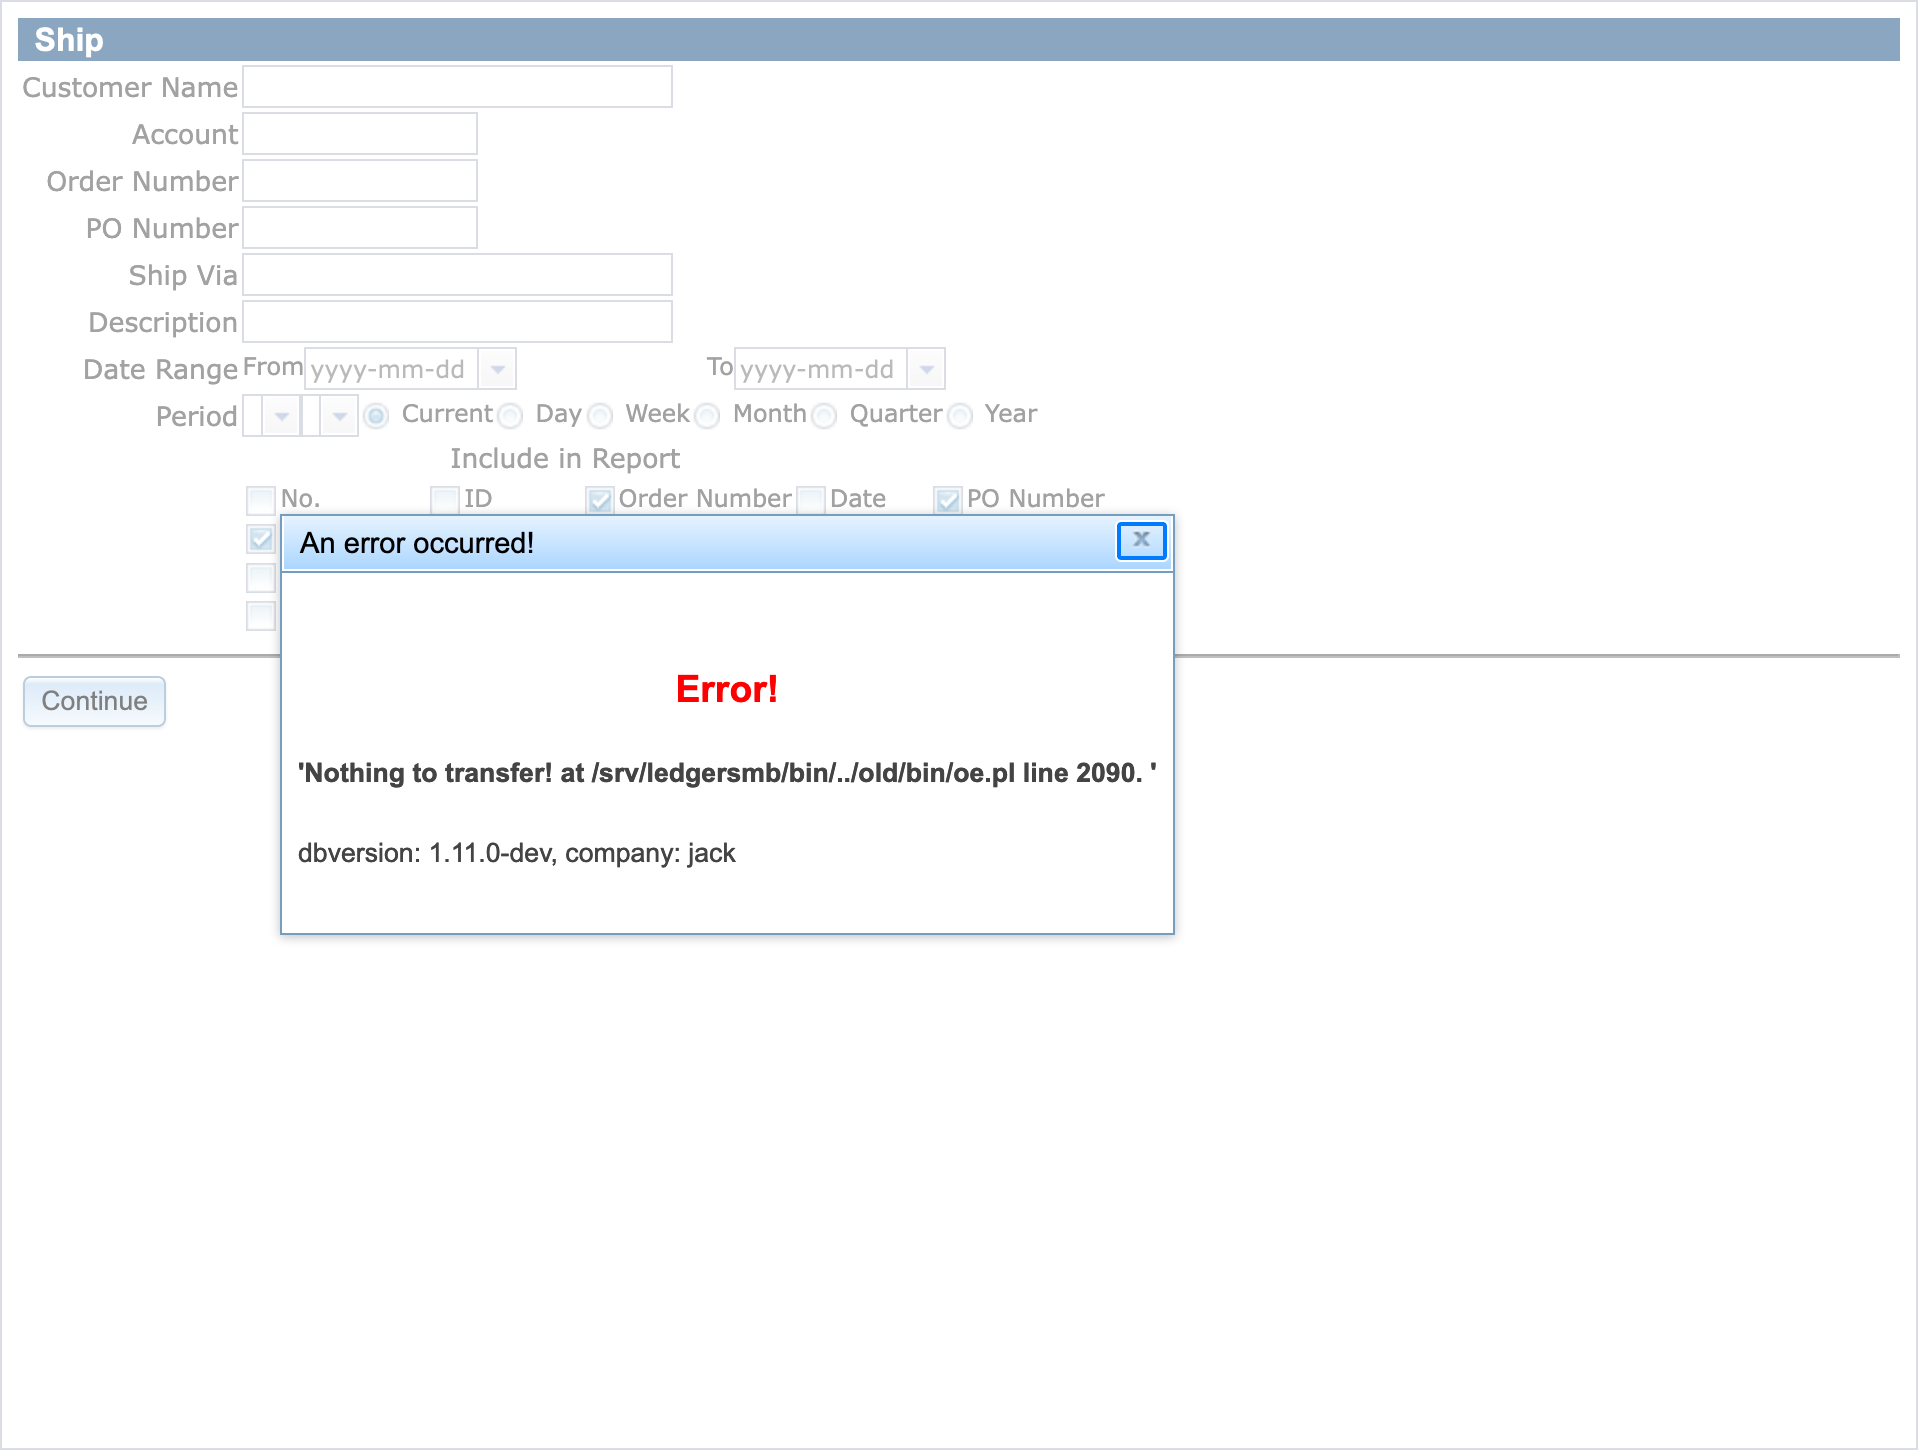 Ship
Customer Name
Account
Order Number
PO Number
Ship Via
Description
Date Range From yyyy-mm-dd To yyyy-mm-dd
Period Current Day Week Month Quarter Year
Include in Report
No. ID Order Number Date PO Number
An error occurred! x
Error!
'Nothing to transfer! at /srv/ledgersmb/bin/../old/bin/oe.pl line 2090. '
dbversion: 1.11.0-dev, company: jack
Continue